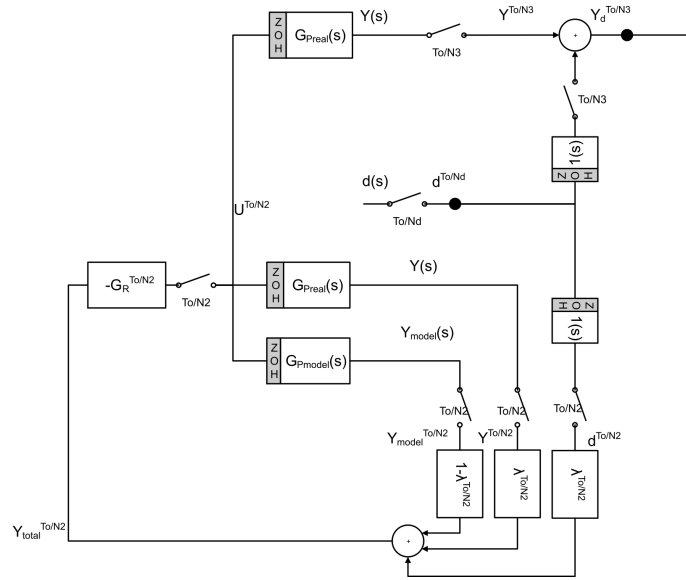 Y(s)
Y^To/N3
Y_d^To/N3
Z
O
H
G_Preal(s)
+
To/N3
To/N3
1(s)
ZOH
d(s)
d^To/Nd
To/Nd
U^To/N2
-G_R^To/N2
To/N2
Y(s)
Z
O
H
G_Preal(s)
ZOH
1(s)
Y_model(s)
Z
O
H
G_Pmodel(s)
To/N2
To/N2
To/N2
Y_model^To/N2
Y^To/N2
d^To/N2
1-λ^To/N2
λ^To/N2
λ^To/N2
Y_total^To/N2
+